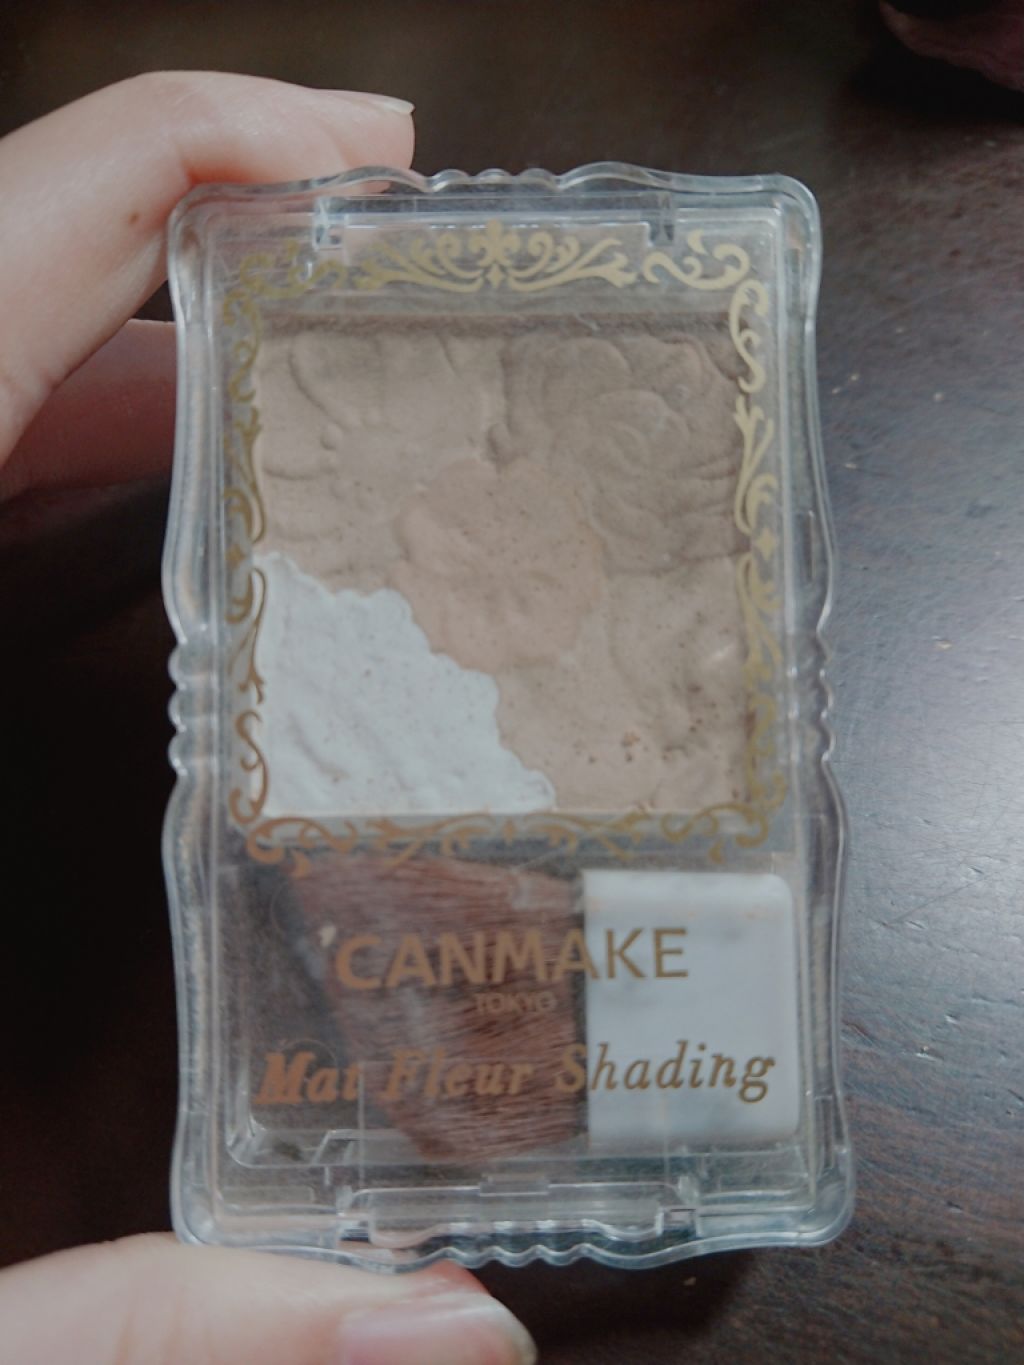 CANMAKE
TOKYO
Mat Fleur Shading